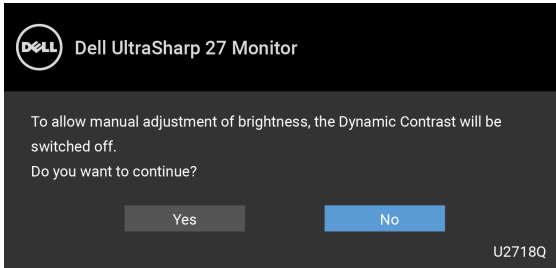 DELL
Dell UltraSharp 27 Monitor
To allow manual adjustment of brightness, the Dynamic Contrast will be
switched off.
Do you want to continue?
Yes
No
U2718Q